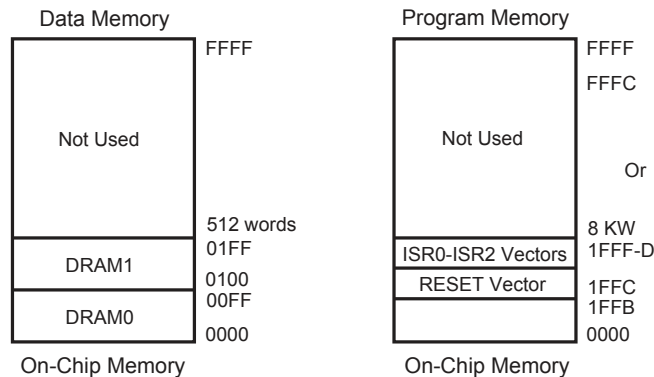 Data Memory
FFFF
Not Used
512 words
01FF
DRAM1
0100
00FF
DRAM0
0000
On-Chip Memory
Program Memory
FFFF
FFFC
Not Used
Or
8 KW
ISR0-ISR2 Vectors
1FFF-D
RESET Vector
1FFC
1FFB
0000
On-Chip Memory